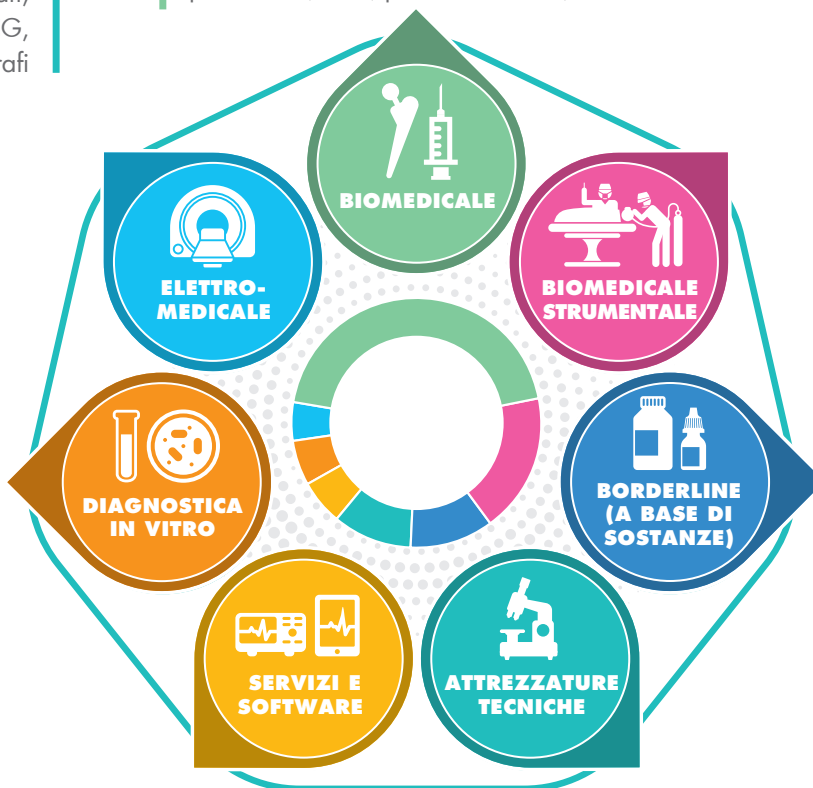 G,
BIOMEDICALE
ELETTRO-
MEDICALE
BIOMEDICALE
STRUMENTALE
DIAGNOSTICA
IN VITRO
BORDERLINE
(A BASE DI
SOSTANZE)
SERVIZI E
SOFTWARE
ATTREZZATURE
TECNICHE